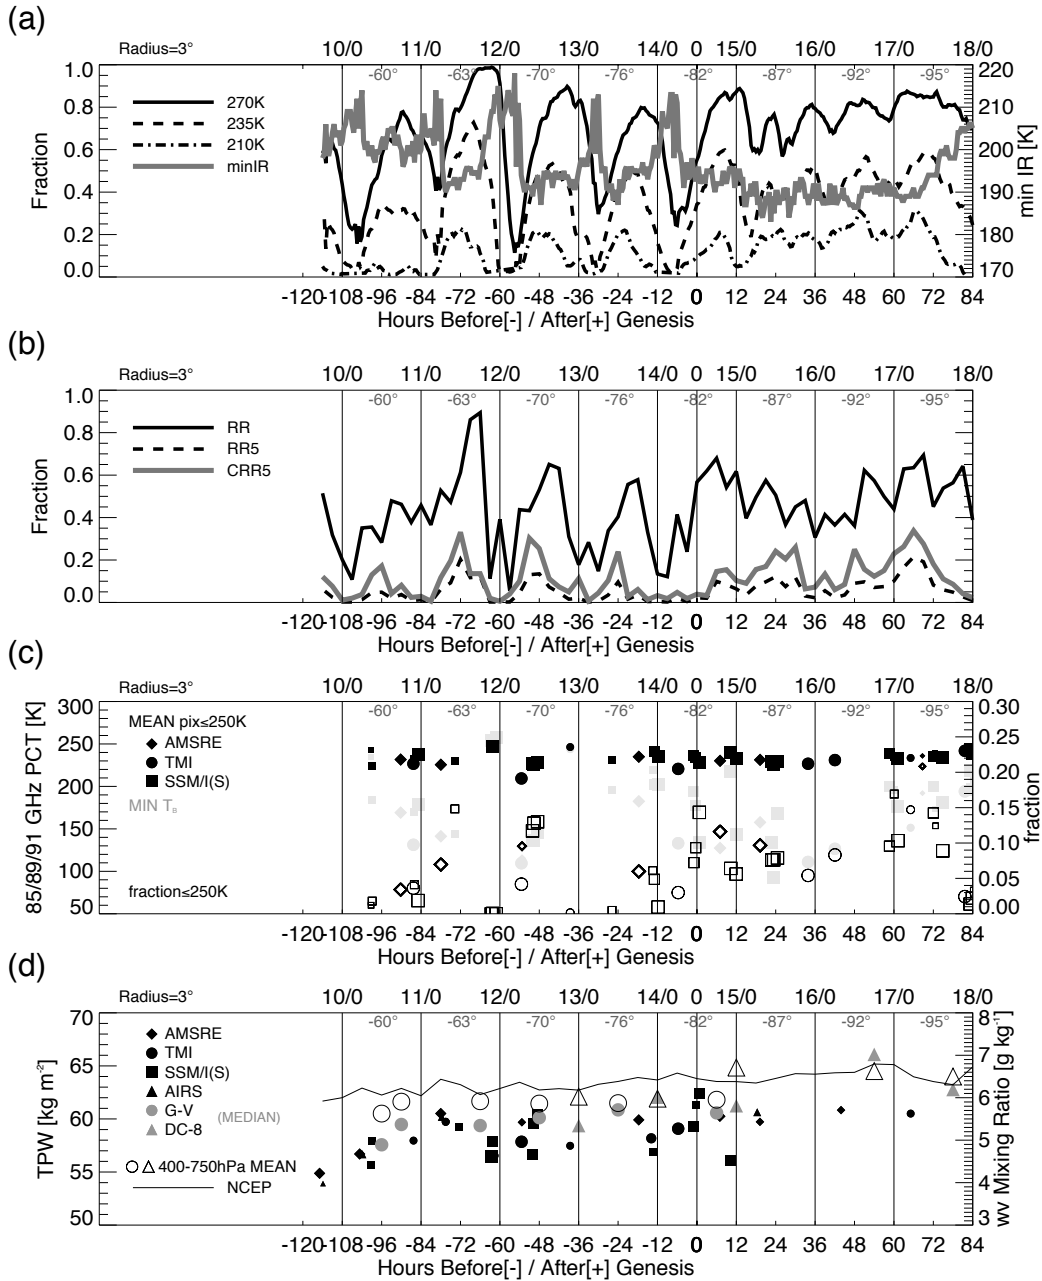 (a)
Radius=3° 10/0 11/0 12/0 13/0 14/0 0 15/0 16/0 17/0 18/0
-60° -63° -70° -76° -82° -87° -92° -95°
1.0 0.8 0.6 0.4 0.2 0.0
Fraction
270K
235K
210K
minIR
220 210 200 190 180 170
min IR [K]
-120 -108 -96 -84 -72 -60 -48 -36 -24 -12 0 12 24 36 48 60 72 84
Hours Before[-] / After[+] Genesis
(b)
Radius=3° 10/0 11/0 12/0 13/0 14/0 0 15/0 16/0 17/0 18/0
-60° -63° -70° -76° -82° -87° -92° -95°
1.0 0.8 0.6 0.4 0.2 0.0
Fraction
RR
RR5
CRR5
-120 -108 -96 -84 -72 -60 -48 -36 -24 -12 0 12 24 36 48 60 72 84
Hours Before[-] / After[+] Genesis
(c)
Radius=3° 10/0 11/0 12/0 13/0 14/0 0 15/0 16/0 17/0 18/0
-60° -63° -70° -76° -82° -87° -92° -95°
300 250 200 150 100 50
85/89/91 GHz PCT [K]
MEAN pix≤250K
AMSRE
TMI
SSM/I(S)
MIN T_B
fraction≤250K
0.30 0.25 0.20 0.15 0.10 0.05 0.00
fraction
-120 -108 -96 -84 -72 -60 -48 -36 -24 -12 0 12 24 36 48 60 72 84
Hours Before[-] / After[+] Genesis
(d)
Radius=3° 10/0 11/0 12/0 13/0 14/0 0 15/0 16/0 17/0 18/0
-60° -63° -70° -76° -82° -87° -92° -95°
70 65 60 55 50
TPW [kg m⁻²]
AMSRE
TMI
SSM/I(S)
AIRS
G-V
(MEDIAN)
DC-8
400-750hPa MEAN
NCEP
8 7 6 5 4 3
wv Mixing Ratio [g kg⁻¹]
-120 -108 -96 -84 -72 -60 -48 -36 -24 -12 0 12 24 36 48 60 72 84
Hours Before[-] / After[+] Genesis